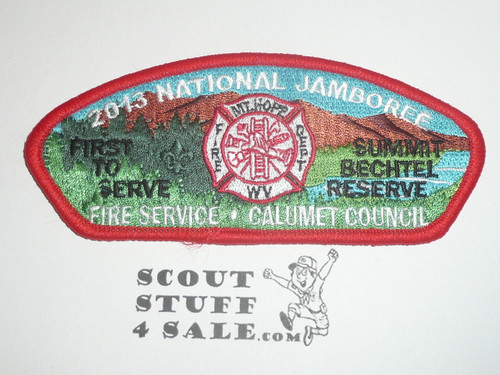 2013 NATIONAL JAMBOREE
MT. HOPE
FIRE
DEPT
WV
FIRST
TO
SERVE
SUMMIT
BECHTEL
RESERVE
FIRE SERVICE • CALUMET COUNCIL
SCOUT
STUFF
4 SALE.COM